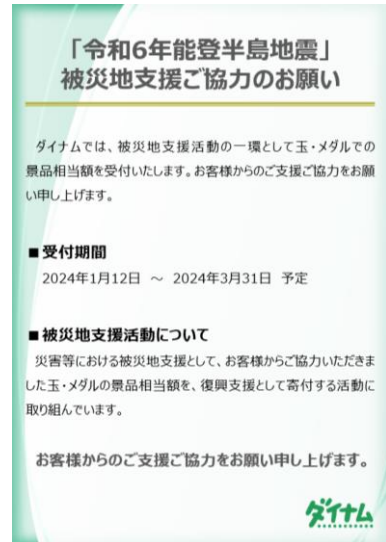 「令和6年能登半島地震」
被災地支援ご協力のお願い
ダイナムでは、被災地支援活動の一環として玉・メダルでの
景品相当額を受付いたします。お客様からのご支援ご協力をお願
い申し上げます。
■受付期間
2024年1月12日 ～ 2024年3月31日 予定
■被災地支援活動について
災害等における被災地支援として、お客様からご協力いただきま
した玉・メダルの景品相当額を、復興支援として寄付する活動に
取り組んでいます。
お客様からのご支援ご協力をお願い申し上げます。
ダイナム